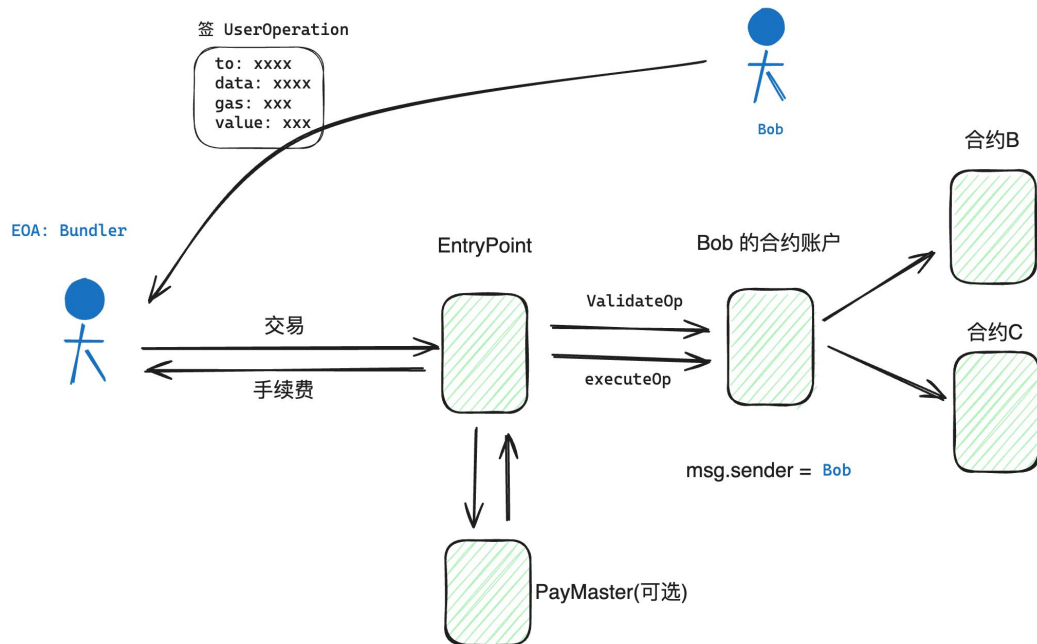 签 UserOperation
to: xxxx
data: xxxx
gas: xxx
value: xxx
Bob
合约B
EOA: Bundler
EntryPoint
Bob 的合约账户
ValidateOp
交易
合约C
手续费
executeOp
msg.sender = Bob
PayMaster(可选)